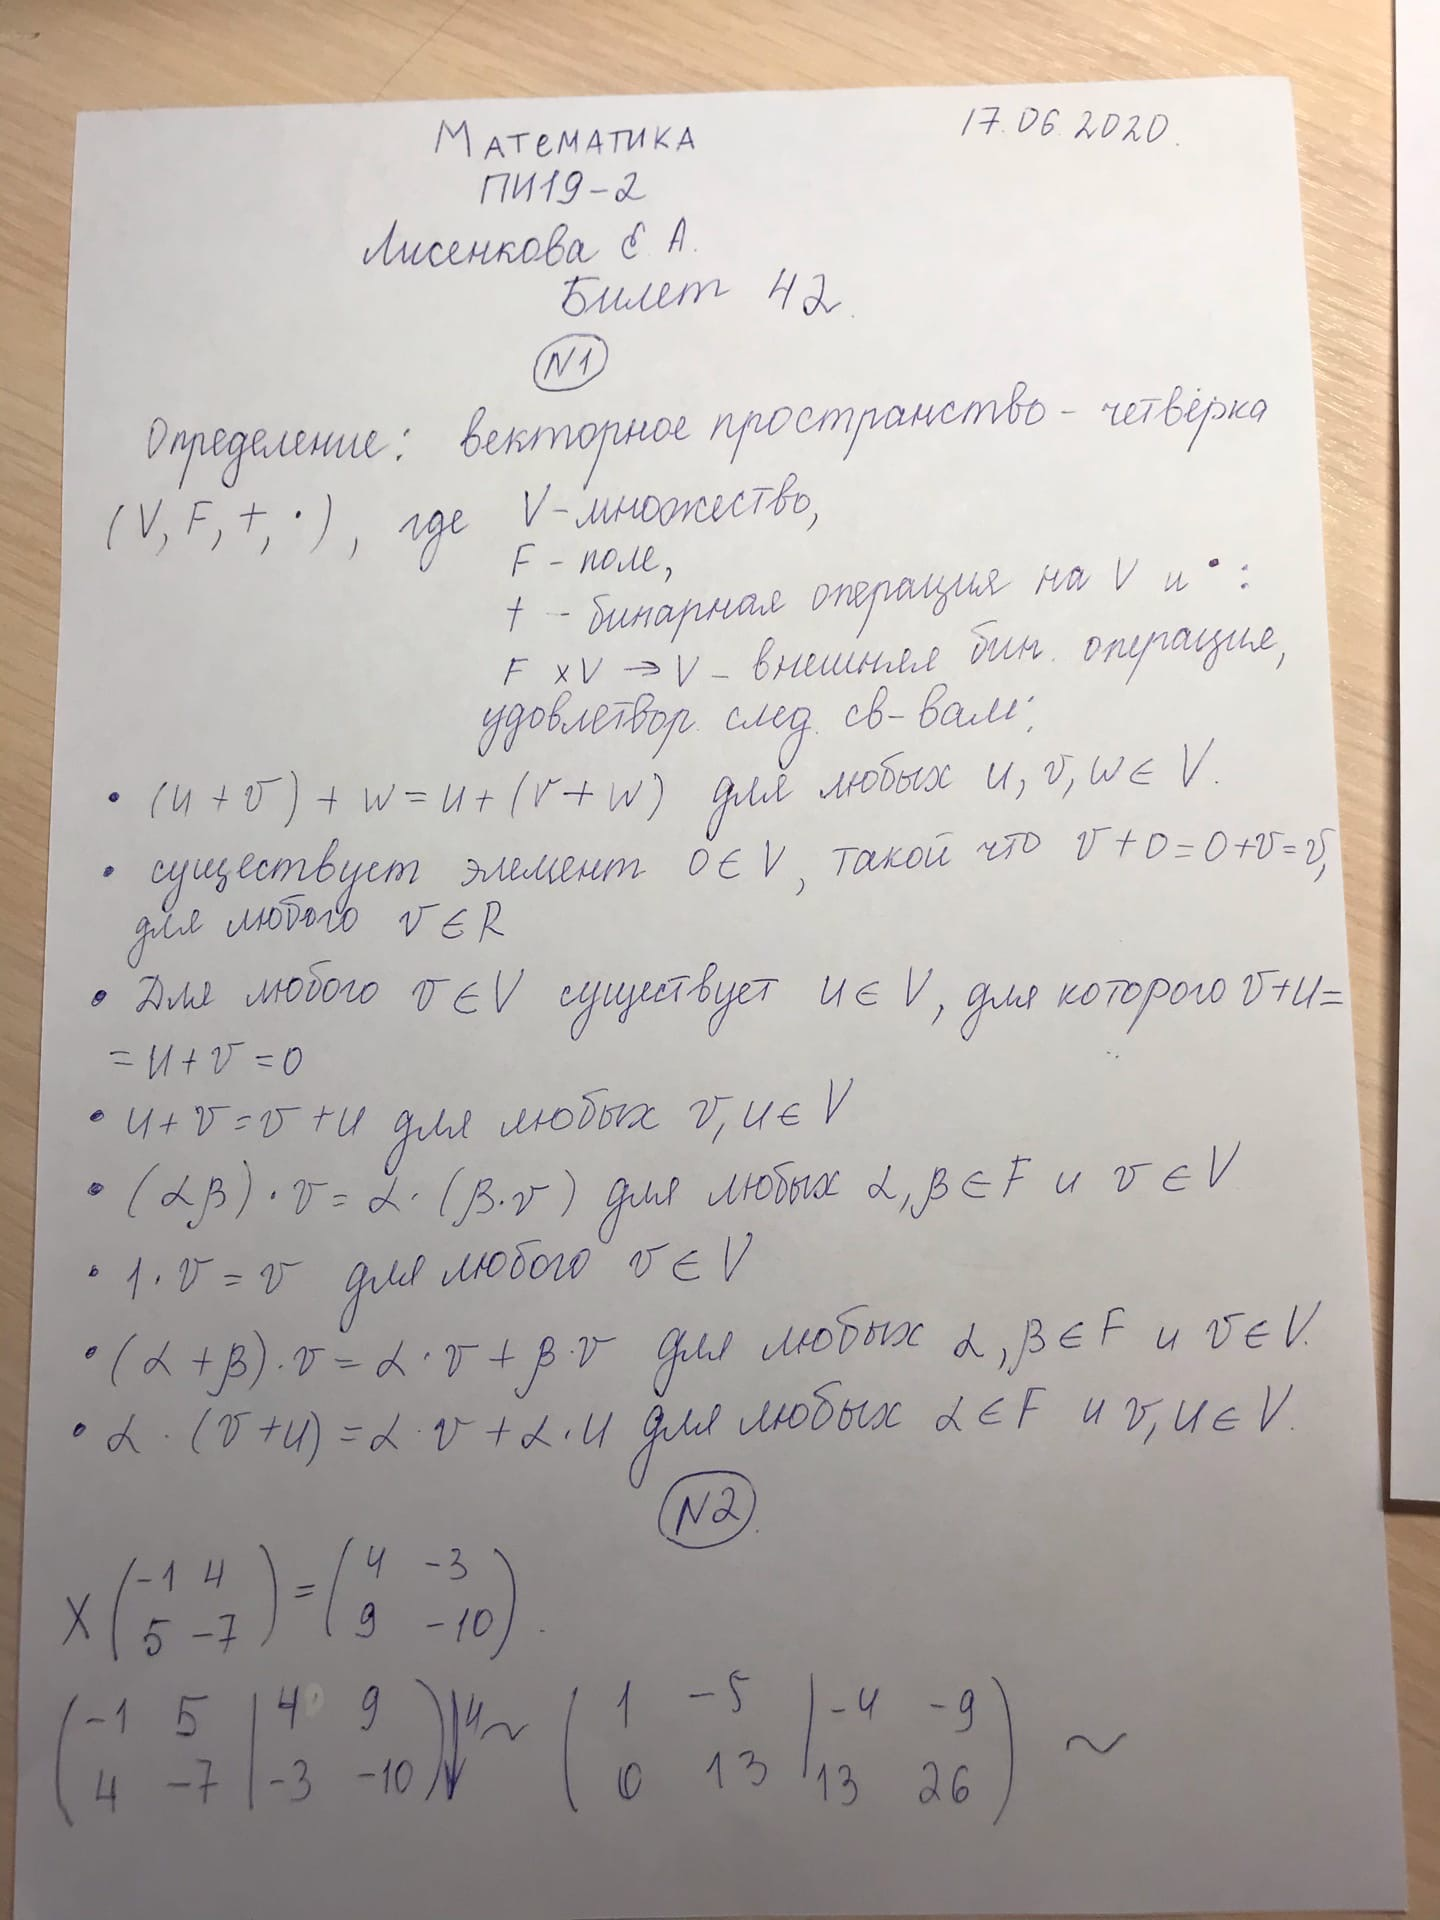 Математика
17.06.2020.
ПИ19-2
Лисенкова Е.А.
Билет 42.
N1
Определение: векторное пространство - четвёрка
(V, F, +, ·), где V - множество,
F - поле,
+ - бинарная операция на V и · :
F × V → V - внешняя бин. операция,
удовлетвор. след. св-вам:
• (u + v) + w = u + (v + w) для любых u, v, w ∈ V.
• существует элемент 0 ∈ V, такой что v + 0 = 0 + v = v,
для любого v ∈ R
• Для любого v ∈ V существует u ∈ V, для которого v + u =
= u + v = 0
• u + v = v + u для любых v, u ∈ V
• (αβ) · v = α · (β · v) для любых α, β ∈ F и v ∈ V
• 1 · v = v для любого v ∈ V
• (α + β) · v = α · v + β · v для любых α, β ∈ F и v ∈ V.
• α · (v + u) = α · v + α · u для любых α ∈ F и v, u ∈ V.
N2.
X ( -1 4 ) = ( 4 -3 )
( 5 -7 ) ( 9 -10 ).
( -1 5 | 4 9 ) ↓4 ~ ( 1 -5 | -4 -9 ) ~
( 4 -7 | -3 -10 ) ( 0 13 | 13 26 )